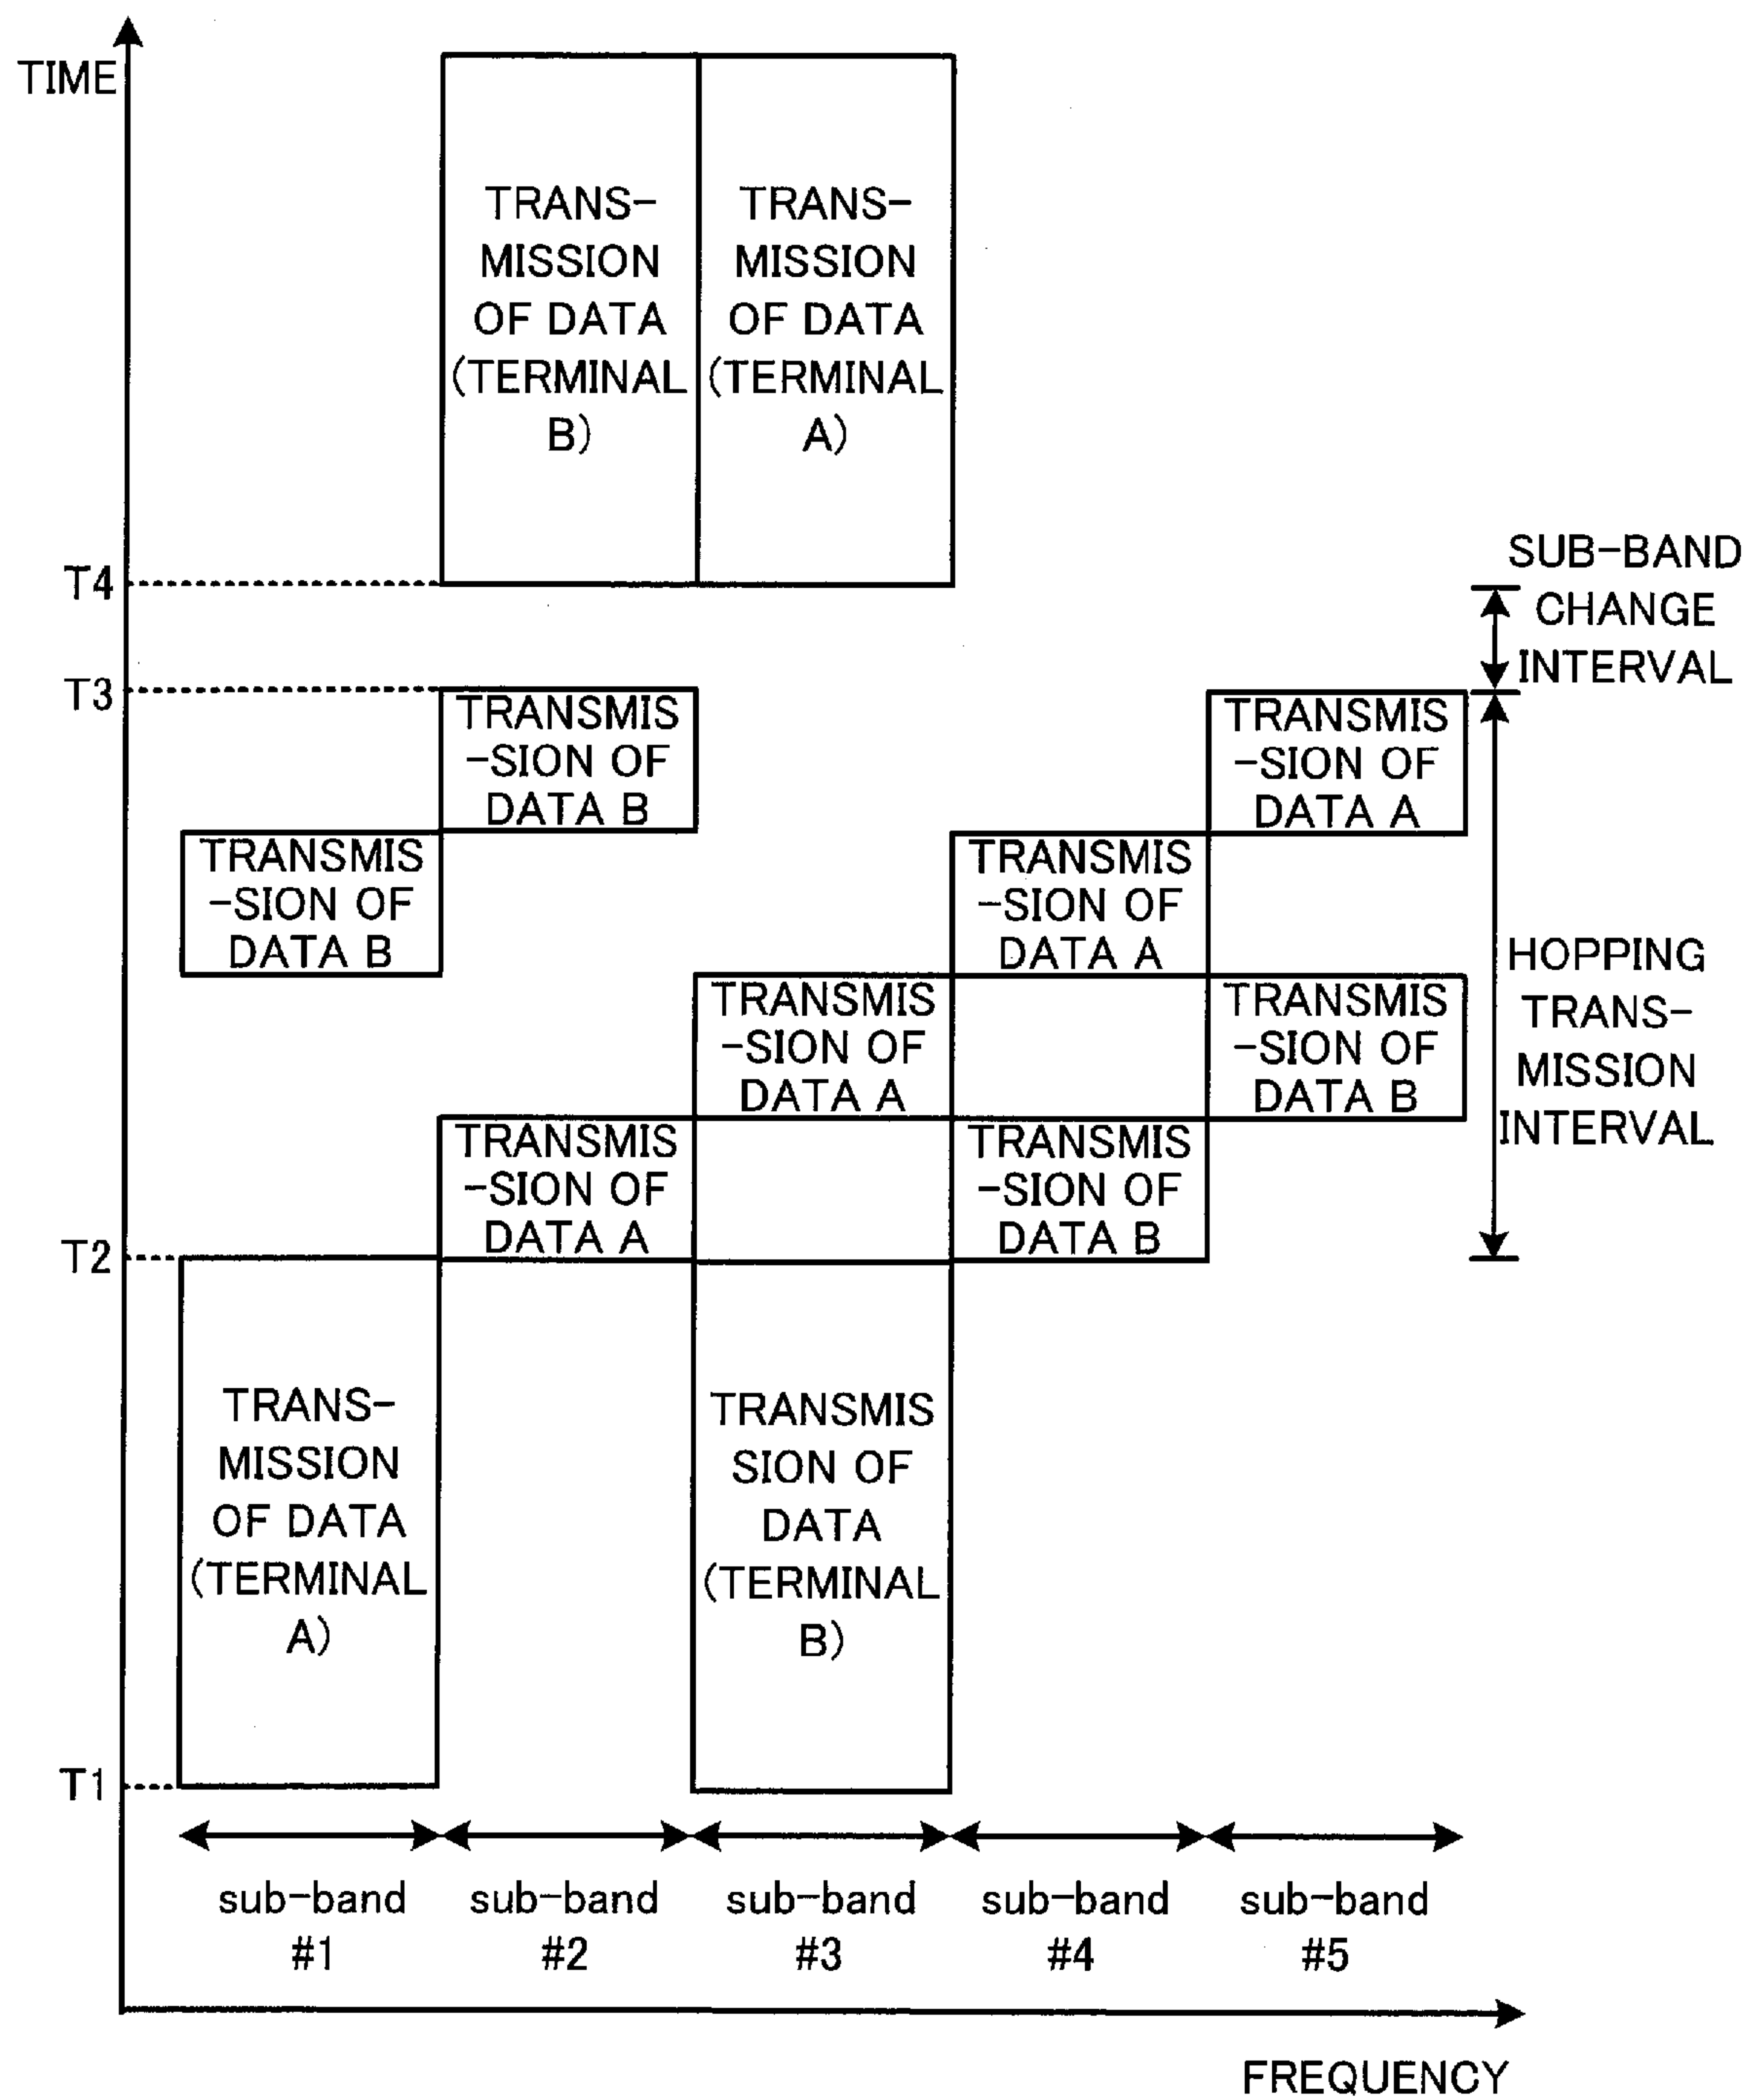 TIME
TRANS-
MISSION
OF DATA
(TERMINAL
B)
TRANS-
MISSION
OF DATA
(TERMINAL
A)
T4
SUB-BAND
CHANGE
INTERVAL
T3
TRANSMIS
-SION OF
DATA B
TRANSMIS
-SION OF
DATA A
TRANSMIS
-SION OF
DATA B
TRANSMIS
-SION OF
DATA A
HOPPING
TRANS-
MISSION
INTERVAL
TRANSMIS
-SION OF
DATA A
TRANSMIS
-SION OF
DATA B
TRANSMIS
-SION OF
DATA A
TRANSMIS
-SION OF
DATA B
T2
TRANS-
MISSION
OF DATA
(TERMINAL
A)
TRANSMIS
SION OF
DATA
(TERMINAL
B)
T1
sub-band
#1
sub-band
#2
sub-band
#3
sub-band
#4
sub-band
#5
FREQUENCY